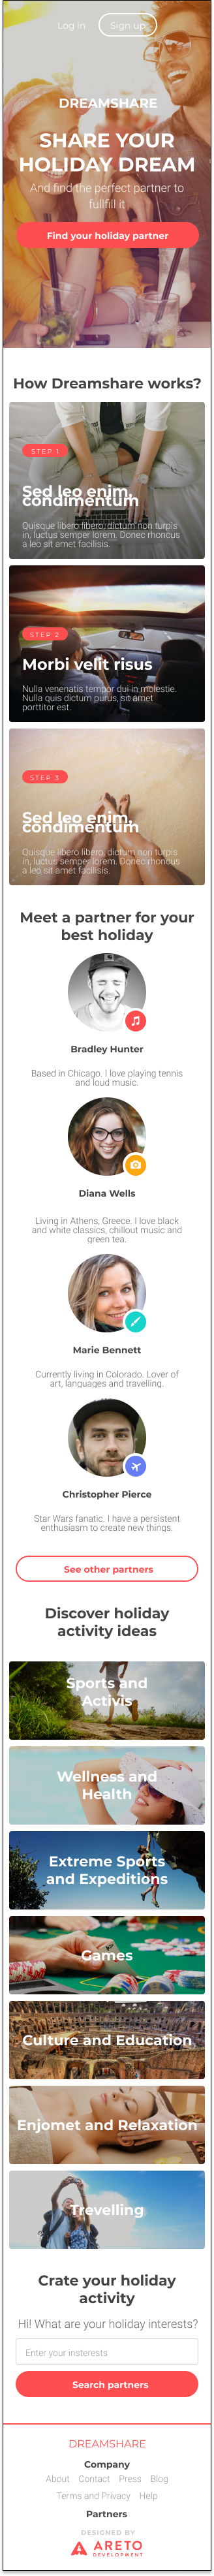 Log in
Sign up
DREAMSHARE
SHARE YOUR
HOLIDAY DREAM
And find the perfect partner to
fullfill it
Find your holiday partner
How Dreamshare works?
STEP 1
Sed leo enim,
condimentum
Quisque libero libero, dictum non turpis
in, luctus semper lorem. Donec rhoncus
a leo sit amet facilisis.
STEP 2
Morbi velit risus
Nulla venenatis tempor dui in molestie.
Nulla quis dictum purus, sit amet
porttitor est.
STEP 3
Sed leo enim,
condimentum
Quisque libero libero, dictum non turpis
in, luctus semper lorem. Donec rhoncus
a leo sit amet facilisis.
Meet a partner for your
best holiday
Bradley Hunter
Based in Chicago. I love playing tennis
and loud music.
Diana Wells
Living in Athens, Greece. I love black
and white classics, chillout music and
green tea.
Marie Bennett
Currently living in Colorado. Lover of
art, languages and travelling.
Christopher Pierce
Star Wars fanatic. I have a persistent
enthusiasm to create new things.
See other partners
Discover holiday
activity ideas
Sports and
Activis
Wellness and
Health
Extreme Sports
and Expeditions
Games
Culture and Education
Enjomet and Relaxation
Trevelling
Crate your holiday
activity
Hi! What are your holiday interests?
Enter your insterests
Search partners
DREAMSHARE
Company
About Contact Press Blog
Terms and Privacy Help
Partners
DESIGNED BY
ARETO
DEVELOPMENT